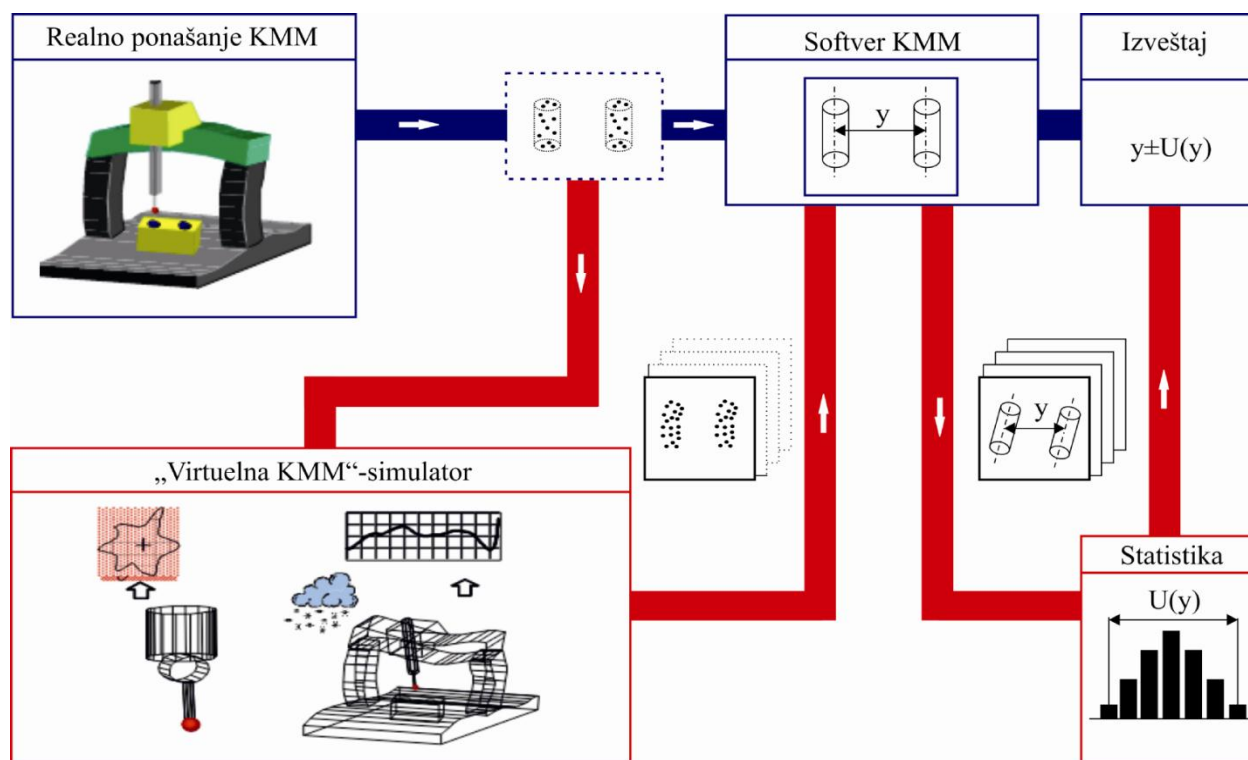 Realno ponašanje KMM
Softver KMM
y
Izveštaj
y±U(y)
y
„Virtuelna KMM“-simulator
Statistika
U(y)